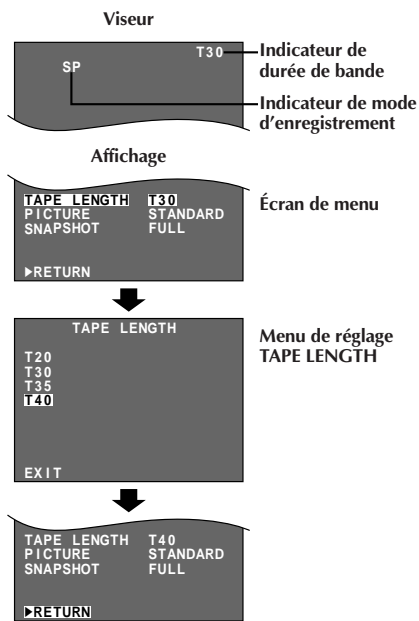 Viseur
T30
SP
Indicateur de
durée de bande
Indicateur de mode
d'enregistrement
Affichage
TAPE LENGTH T30
PICTURE STANDARD
SNAPSHOT FULL
▶RETURN
Écran de menu
TAPE LENGTH
T20
T30
T35
T40
EXIT
Menu de réglage
TAPE LENGTH
TAPE LENGTH T40
PICTURE STANDARD
SNAPSHOT FULL
▶RETURN